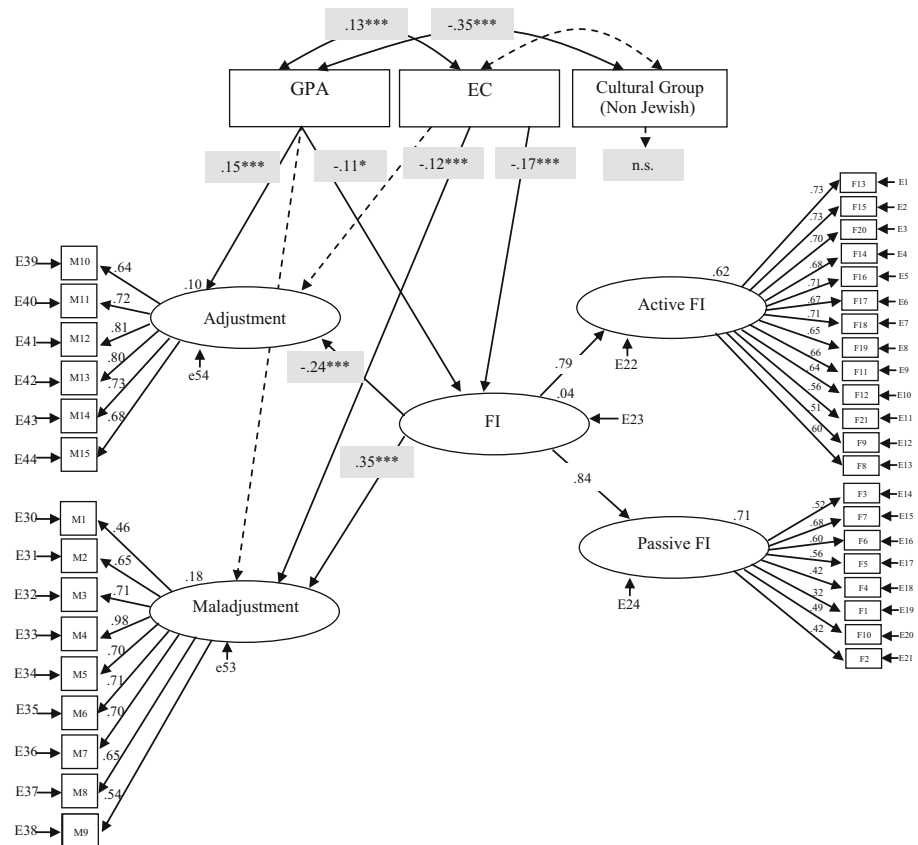 .13***
-.35***
GPA
EC
Cultural Group
(Non Jewish)
.15***
-.11*
-.12***
-.17***
n.s.
E39
M10
.64
E40
M11
.72
E41
M12
.81
E42
M13
.80
E43
M14
.73
E44
M15
.68
.10
Adjustment
e54
-.24***
.35***
FI
.04
E23
.79
.84
.62
Active FI
E22
.73
F13
E1
.73
F15
E2
.70
F20
E3
.68
F14
E4
.71
F16
E5
.67
F17
E6
.71
F18
E7
.65
F19
E8
.66
F11
E9
.64
F12
E10
.56
F21
E11
.51
F9
E12
.60
F8
E13
.71
Passive FI
E24
.52
F3
E14
.68
F7
E15
.60
F6
E16
.56
F5
E17
.42
F4
E18
.32
F1
E19
.49
F10
E20
.42
F2
E21
E30
M1
.46
E31
M2
.65
E32
M3
.71
E33
M4
.98
E34
M5
.70
E35
M6
.71
E36
M7
.70
E37
M8
.65
E38
M9
.54
.18
Maladjustment
e53